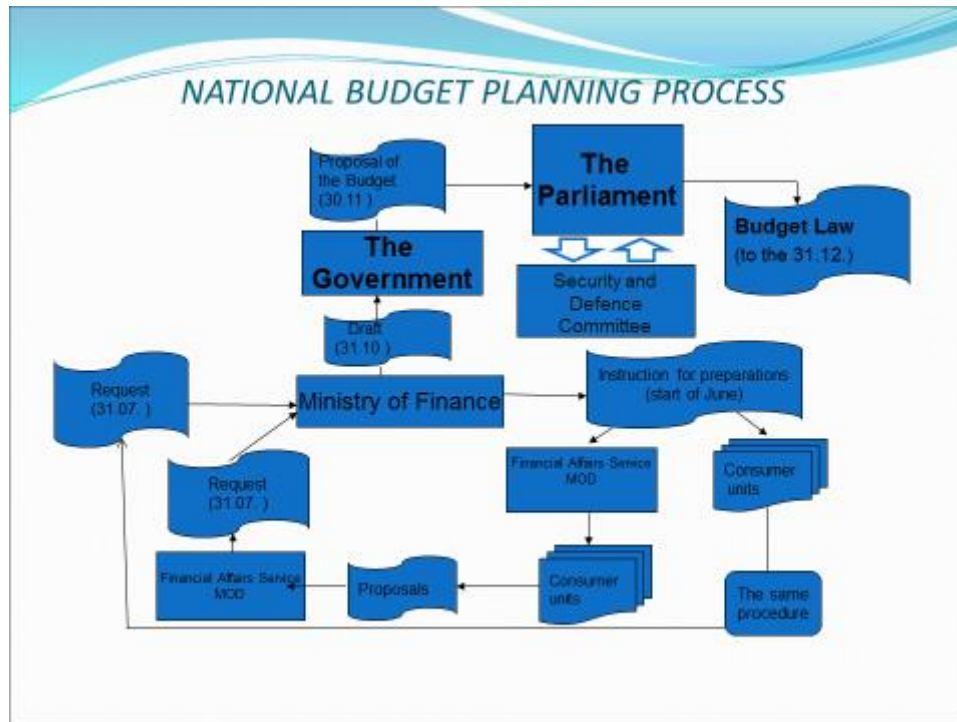 NATIONAL BUDGET PLANNING PROCESS
Proposal of
the Budget
(30.11 )
The
Parliament
Budget Law
(to the 31.12.)
The
Government
Security and
Defence
Committee
Draft
(31.10 )
Request
(31.07. )
Ministry of Finance
Instruction for preparations
(start of June)
Financial Affairs Service
MOD
Consumer
units
Request
(31.07. )
Financial Affairs Service
MOD
Proposals
Consumer
units
The same
procedure